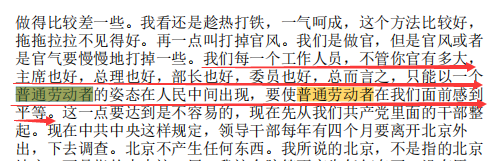 做得比较差一些。我看还是趁热打铁，一气呵成，这个方法比较好，
拖拖拉拉不见得好。再一点叫打掉官风。我们是做官，但是官风或者
是官气要慢慢地打掉一些。我们每一个工作人员，不管你官有多大，
主席也好，总理也好，部长也好，委员也好，总而言之，只能以一个
普通劳动者的姿态在人民中间出现，要使普通劳动者在我们面前感到
平等。这一点要达到是不容易的，现在先从我们共产党里面的干部整
起。现在中共中央这样规定，领导干部每年有四个月要离开北京外
出，下去调查。北京不产生任何东西。我所说的北京，不是指的北京